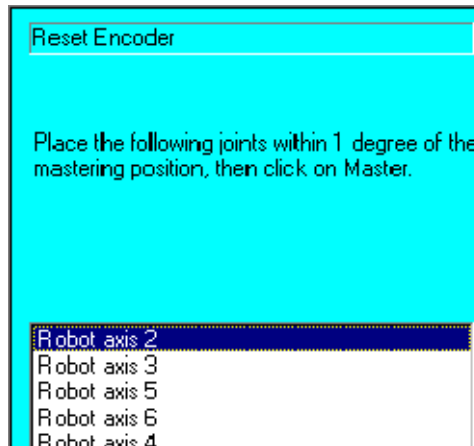 Reset Encoder
Place the following joints within 1 degree of the
mastering position, then click on Master.
Robot axis 2
Robot axis 3
Robot axis 5
Robot axis 6
Robot axis 4